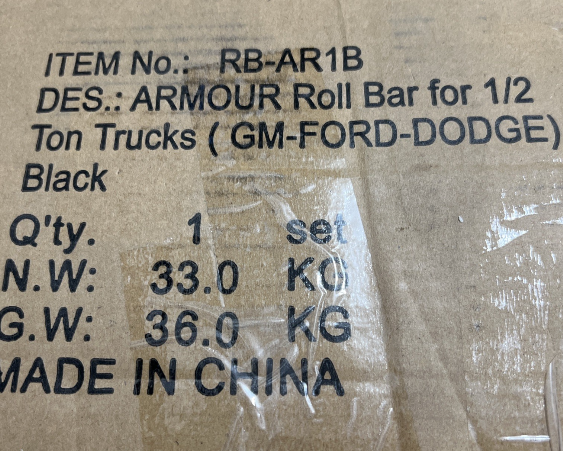 ITEM No.: RB-AR1B
DES.: ARMOUR Roll Bar for 1/2
Ton Trucks ( GM-FORD-DODGE)
Black
Q'ty. 1 set
N.W: 33.0 KG
G.W: 36.0 KG
MADE IN CHINA